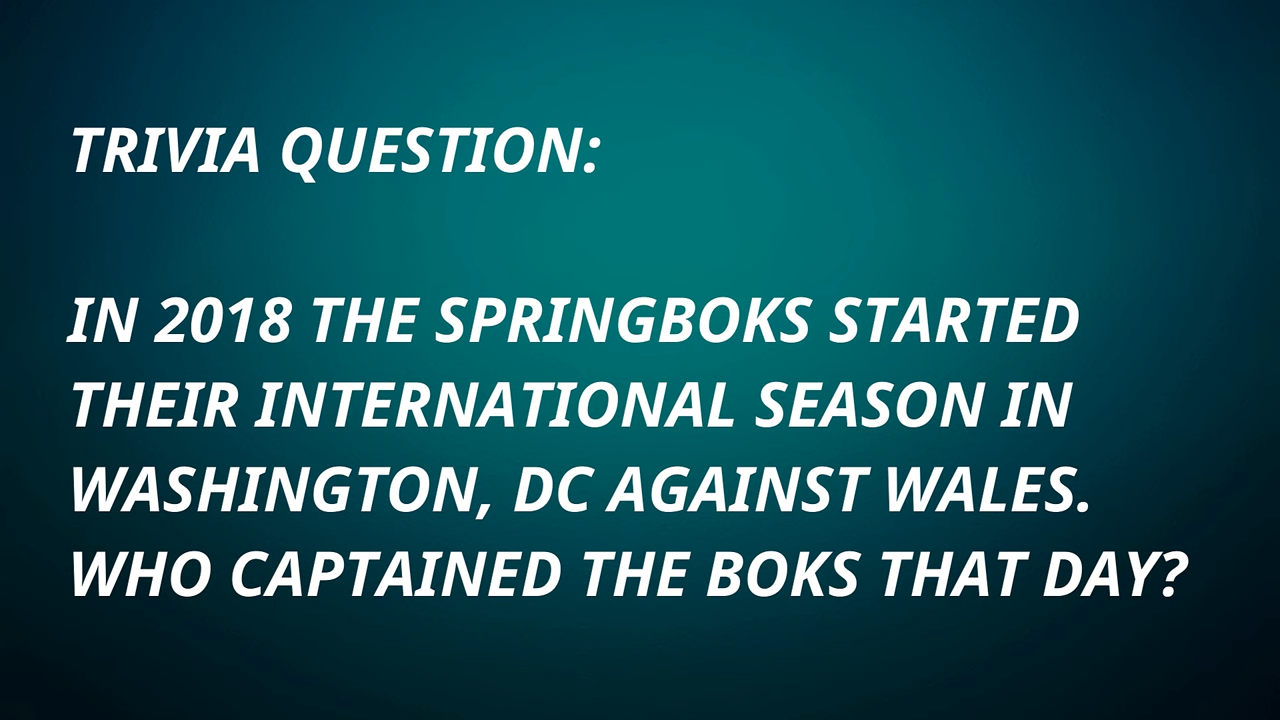 TRIVIA QUESTION:
IN 2018 THE SPRINGBOKS STARTED
THEIR INTERNATIONAL SEASON IN
WASHINGTON, DC AGAINST WALES.
WHO CAPTAINED THE BOKS THAT DAY?